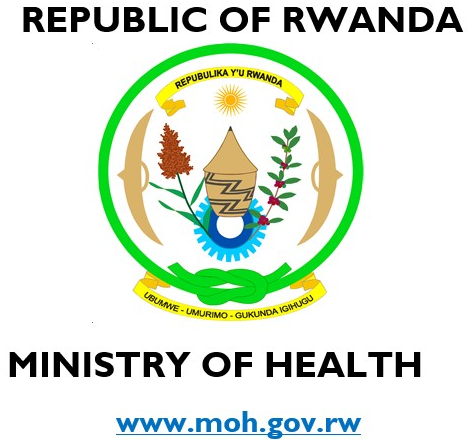 REPUBLIC OF RWANDA
REPUBULIKA Y'U RWANDA
UBUMWE - UMURIMO - GUKUNDA IGIHUGU
MINISTRY OF HEALTH
www.moh.gov.rw